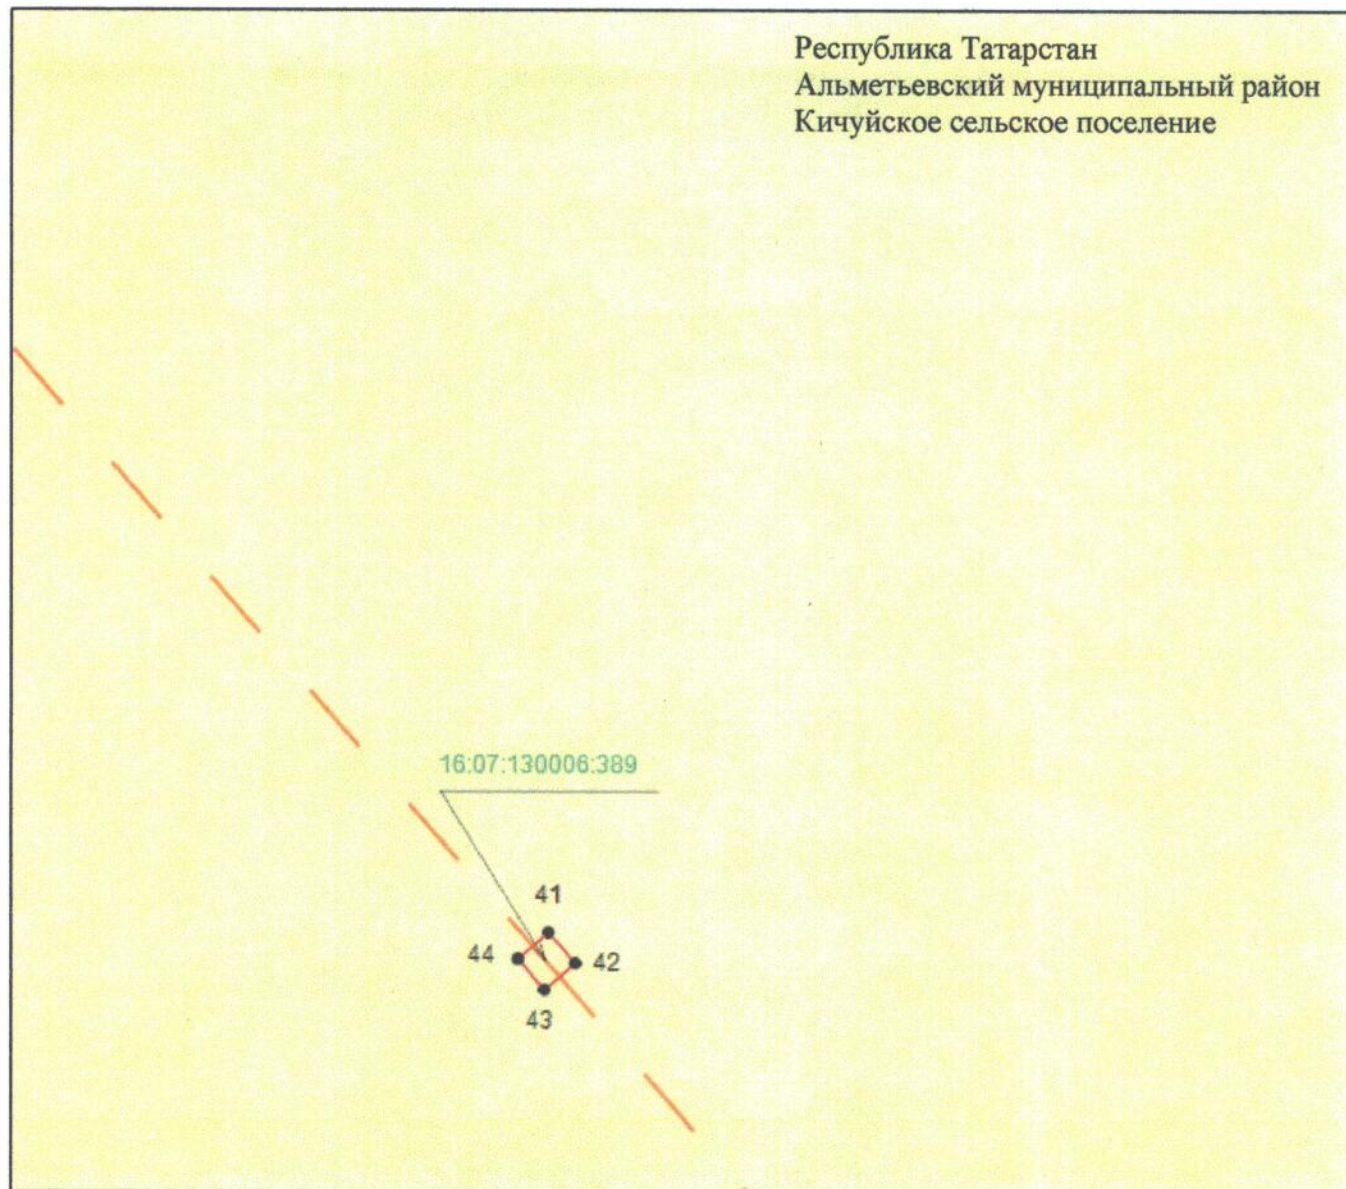 Республика Татарстан
Альметьевский муниципальный район
Кичуйское сельское поселение
16:07:130006:389
41
44
42
43